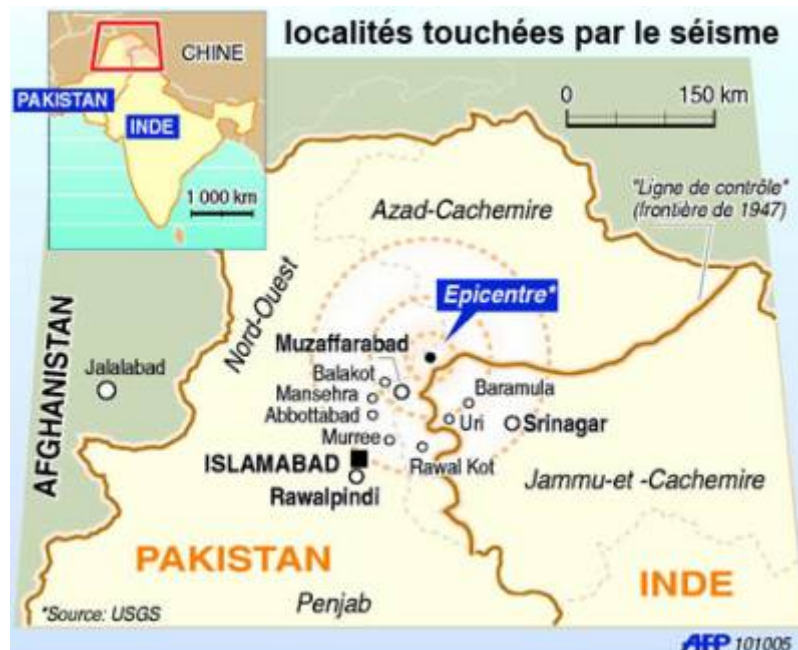 localités touchées par le séisme
CHINE
PAKISTAN
INDE
1 000 km
0 150 km
"Ligne de contrôle*
(frontière de 1947)
Azad-Cachemire
Nord-Ouest
Epicentre*
AFGHANISTAN
Jalalabad
Muzaffarabad
Balakot
Mansehra
Abbottabad
Murree
Baramula
Uri
Srinagar
Rawal Kot
ISLAMABAD
Rawalpindi
Jammu-et -Cachemire
PAKISTAN
INDE
Penjab
*Source: USGS
AFP 101005